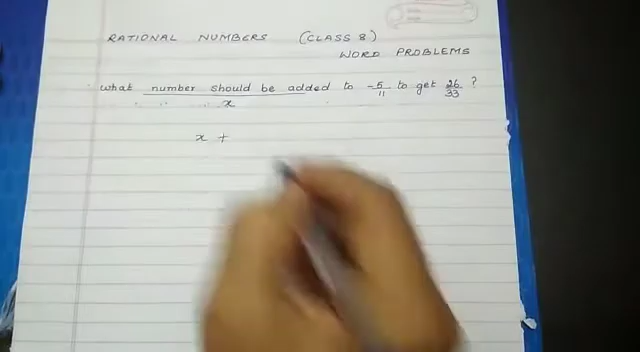 RATIONAL NUMBERS (CLASS 8)
WORD PROBLEMS
what number should be added to -5/11 to get 26/33 ?
x
x +